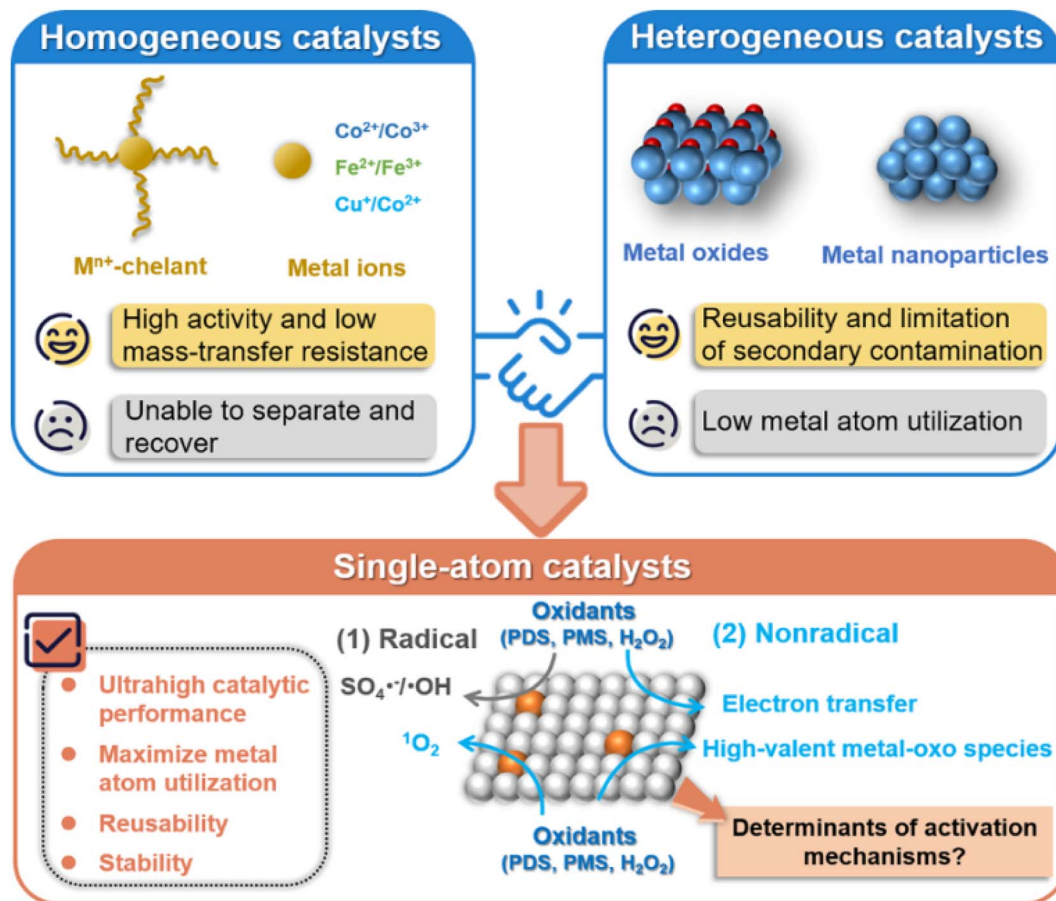 Homogeneous catalysts
Co²⁺/Co³⁺
Fe²⁺/Fe³⁺
Cu⁺/Co²⁺
Mⁿ⁺-chelant
Metal ions
High activity and low
mass-transfer resistance
Unable to separate and
recover
Heterogeneous catalysts
Metal oxides
Metal nanoparticles
Reusability and limitation
of secondary contamination
Low metal atom utilization
Single-atom catalysts
Ultrahigh catalytic
performance
Maximize metal
atom utilization
Reusability
Stability
(1) Radical
Oxidants
(PDS, PMS, H₂O₂)
(2) Nonradical
SO₄•⁻/•OH
Electron transfer
¹O₂
High-valent metal-oxo species
Oxidants
(PDS, PMS, H₂O₂)
Determinants of activation
mechanisms?